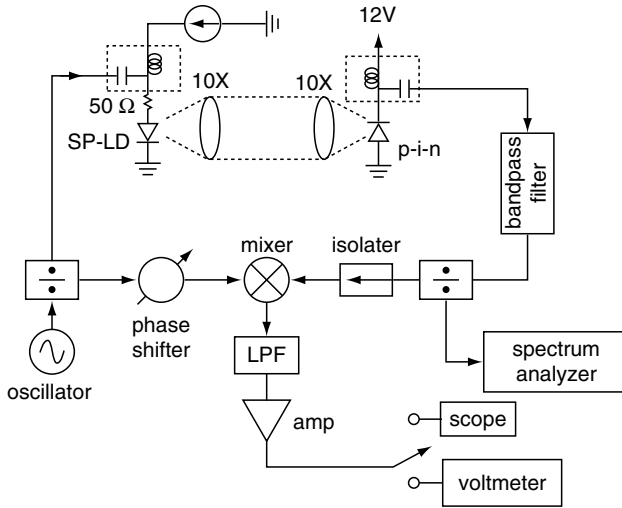 12V
10X
10X
50 Ω
SP-LD
p-i-n
bandpass
filter
mixer
isolater
÷
÷
phase
shifter
LPF
oscillator
spectrum
analyzer
amp
scope
voltmeter